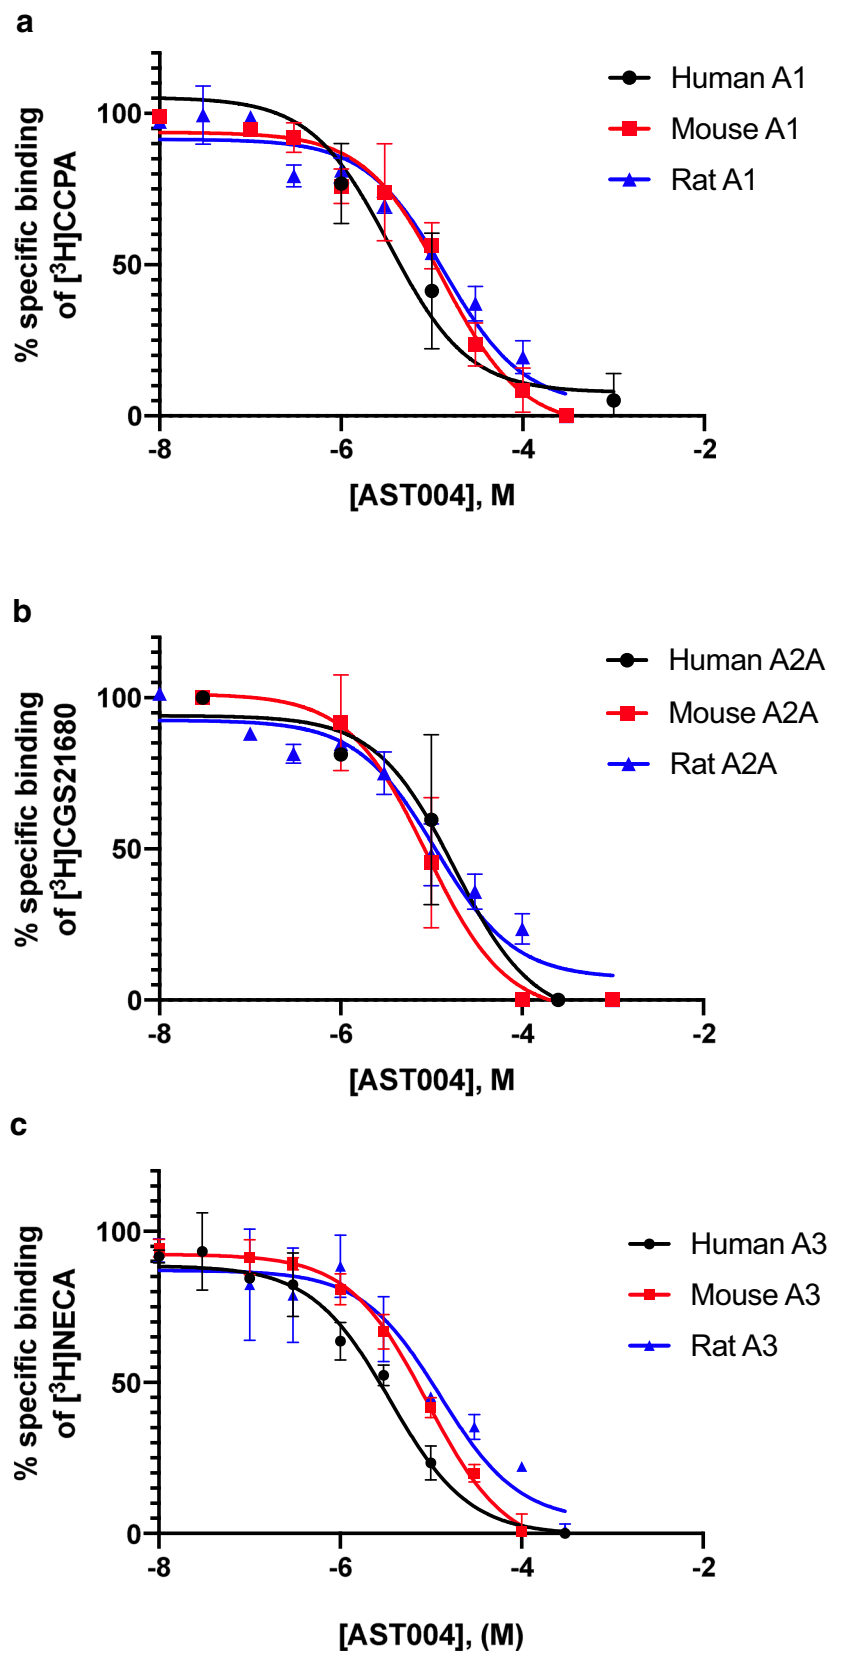 a
% specific binding
of [³H]CCPA
100
50
0
-8
-6
-4
-2
[AST004], M
Human A1
Mouse A1
Rat A1
b
% specific binding
of [³H]CGS21680
100
50
0
-8
-6
-4
-2
[AST004], M
Human A2A
Mouse A2A
Rat A2A
c
% specific binding
of [³H]NECA
100
50
0
-8
-6
-4
-2
[AST004], (M)
Human A3
Mouse A3
Rat A3